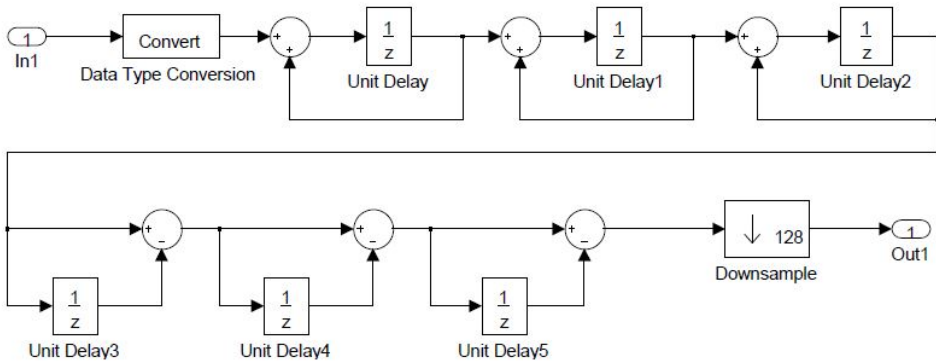 1
In1
Convert
Data Type Conversion
+
+
1
z
Unit Delay
+
+
1
z
Unit Delay1
+
+
1
z
Unit Delay2
+
−
1
z
Unit Delay3
+
−
1
z
Unit Delay4
+
−
1
z
Unit Delay5
↓ 128
Downsample
1
Out1